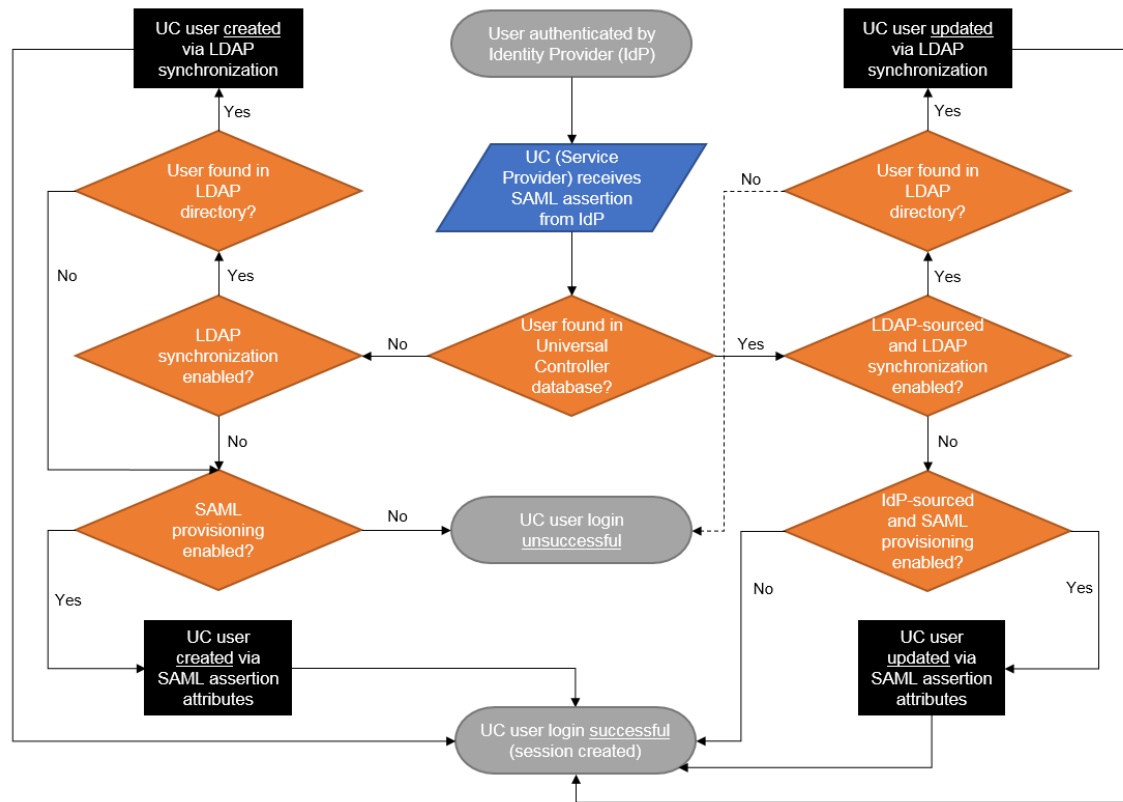 UC user created
via LDAP
synchronization
User authenticated by
Identity Provider (IdP)
UC user updated
via LDAP
synchronization
Yes
Yes
User found in
LDAP
directory?
UC (Service
Provider) receives
SAML assertion
from IdP
No
User found in
LDAP
directory?
No
Yes
Yes
LDAP
synchronization
enabled?
No
User found in
Universal
Controller
database?
Yes
LDAP-sourced
and LDAP
synchronization
enabled?
No
No
SAML
provisioning
enabled?
No
UC user login
unsuccessful
IdP-sourced
and SAML
provisioning
enabled?
Yes
No
Yes
UC user
created via
SAML assertion
attributes
UC user
updated via
SAML assertion
attributes
UC user login successful
(session created)